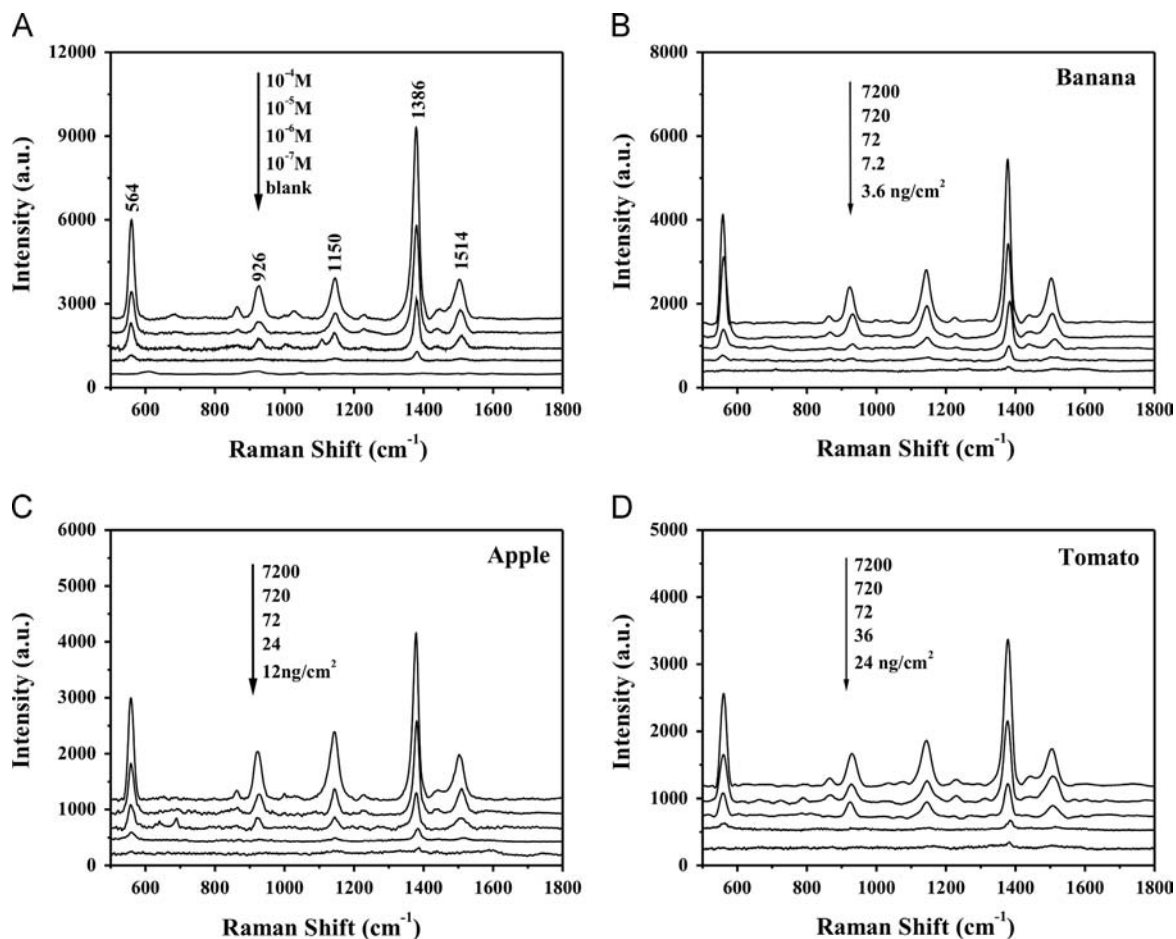 A
12000
9000
6000
3000
0
Intensity (a.u.)
10⁻⁴M
10⁻⁵M
10⁻⁶M
10⁻⁷M
blank
564
926
1150
1386
1514
600 800 1000 1200 1400 1600 1800
Raman Shift (cm⁻¹)
B
8000
6000
4000
2000
0
Intensity (a.u.)
Banana
7200
720
72
7.2
3.6 ng/cm²
600 800 1000 1200 1400 1600 1800
Raman Shift (cm⁻¹)
C
6000
5000
4000
3000
2000
1000
0
Intensity (a.u.)
Apple
7200
720
72
24
12ng/cm²
600 800 1000 1200 1400 1600 1800
Raman Shift (cm⁻¹)
D
5000
4000
3000
2000
1000
0
Intensity (a.u.)
Tomato
7200
720
72
36
24 ng/cm²
600 800 1000 1200 1400 1600 1800
Raman Shift (cm⁻¹)